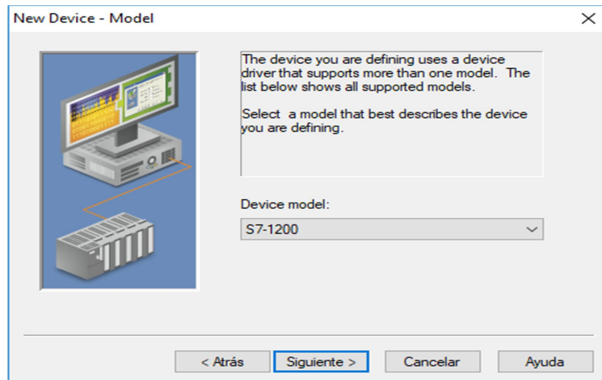 New Device - Model
The device you are defining uses a device
driver that supports more than one model. The
list below shows all supported models.
Select a model that best describes the device
you are defining.
Device model:
S7-1200
< Atrás
Siguiente >
Cancelar
Ayuda